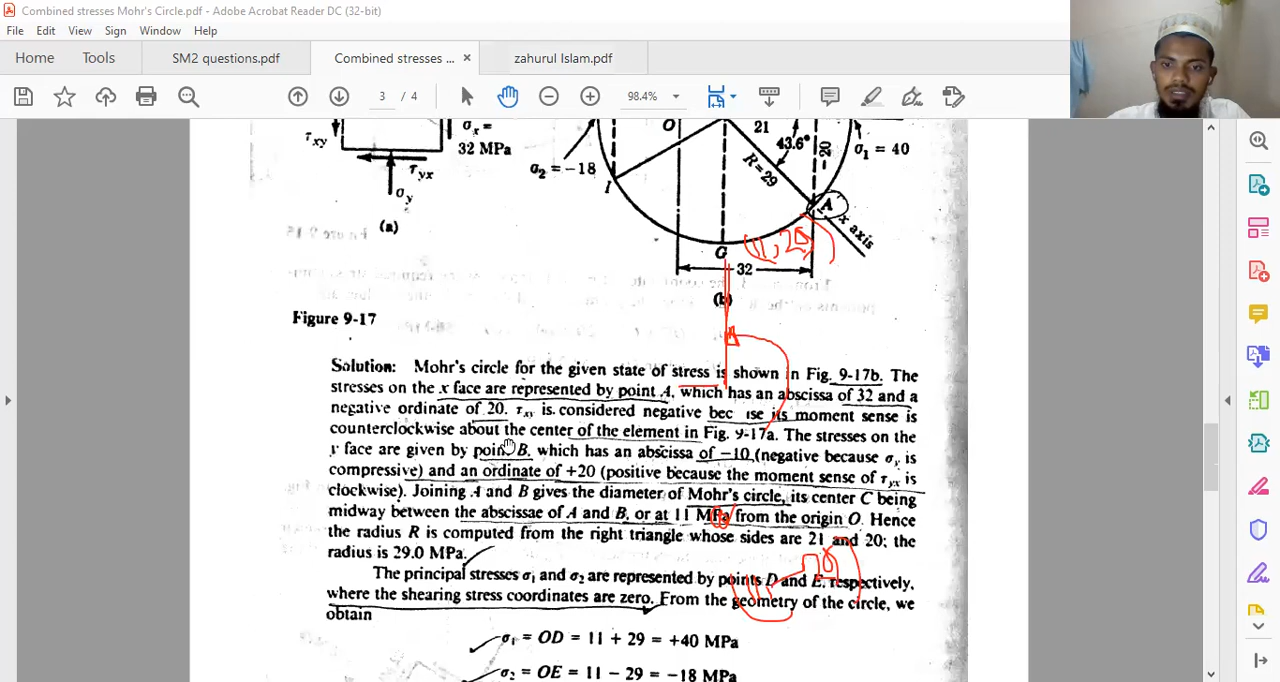 Combined stresses Mohr's Circle.pdf - Adobe Acrobat Reader DC (32-bit)
File Edit View Sign Window Help
Home Tools SM2 questions.pdf Combined stresses ... × zahurul Islam.pdf
3 / 4 98.4%
τxy
σx =
32 MPa
τyx
σy
(a)
O
21
43.6°
-20
σ1 = 40
σ2 = -18
R = 29
I
A
x axis
G
32
(b)
Figure 9-17
Solution: Mohr's circle for the given state of stress is shown in Fig. 9-17b. The
stresses on the x face are represented by point A, which has an abscissa of 32 and a
negative ordinate of 20. τxy is considered negative bec ise its moment sense is
counterclockwise about the center of the element in Fig. 9-17a. The stresses on the
y face are given by point B, which has an abscissa of −10 (negative because σy is
compressive) and an ordinate of +20 (positive because the moment sense of τyx is
clockwise). Joining A and B gives the diameter of Mohr's circle, its center C being
midway between the abscissae of A and B, or at 11 MPa from the origin O. Hence
the radius R is computed from the right triangle whose sides are 21 and 20; the
radius is 29.0 MPa.
The principal stresses σ1 and σ2 are represented by points D and E, respectively,
where the shearing stress coordinates are zero. From the geometry of the circle, we
obtain
σ1 = OD = 11 + 29 = +40 MPa
σ2 = OE = 11 − 29 = −18 MPa